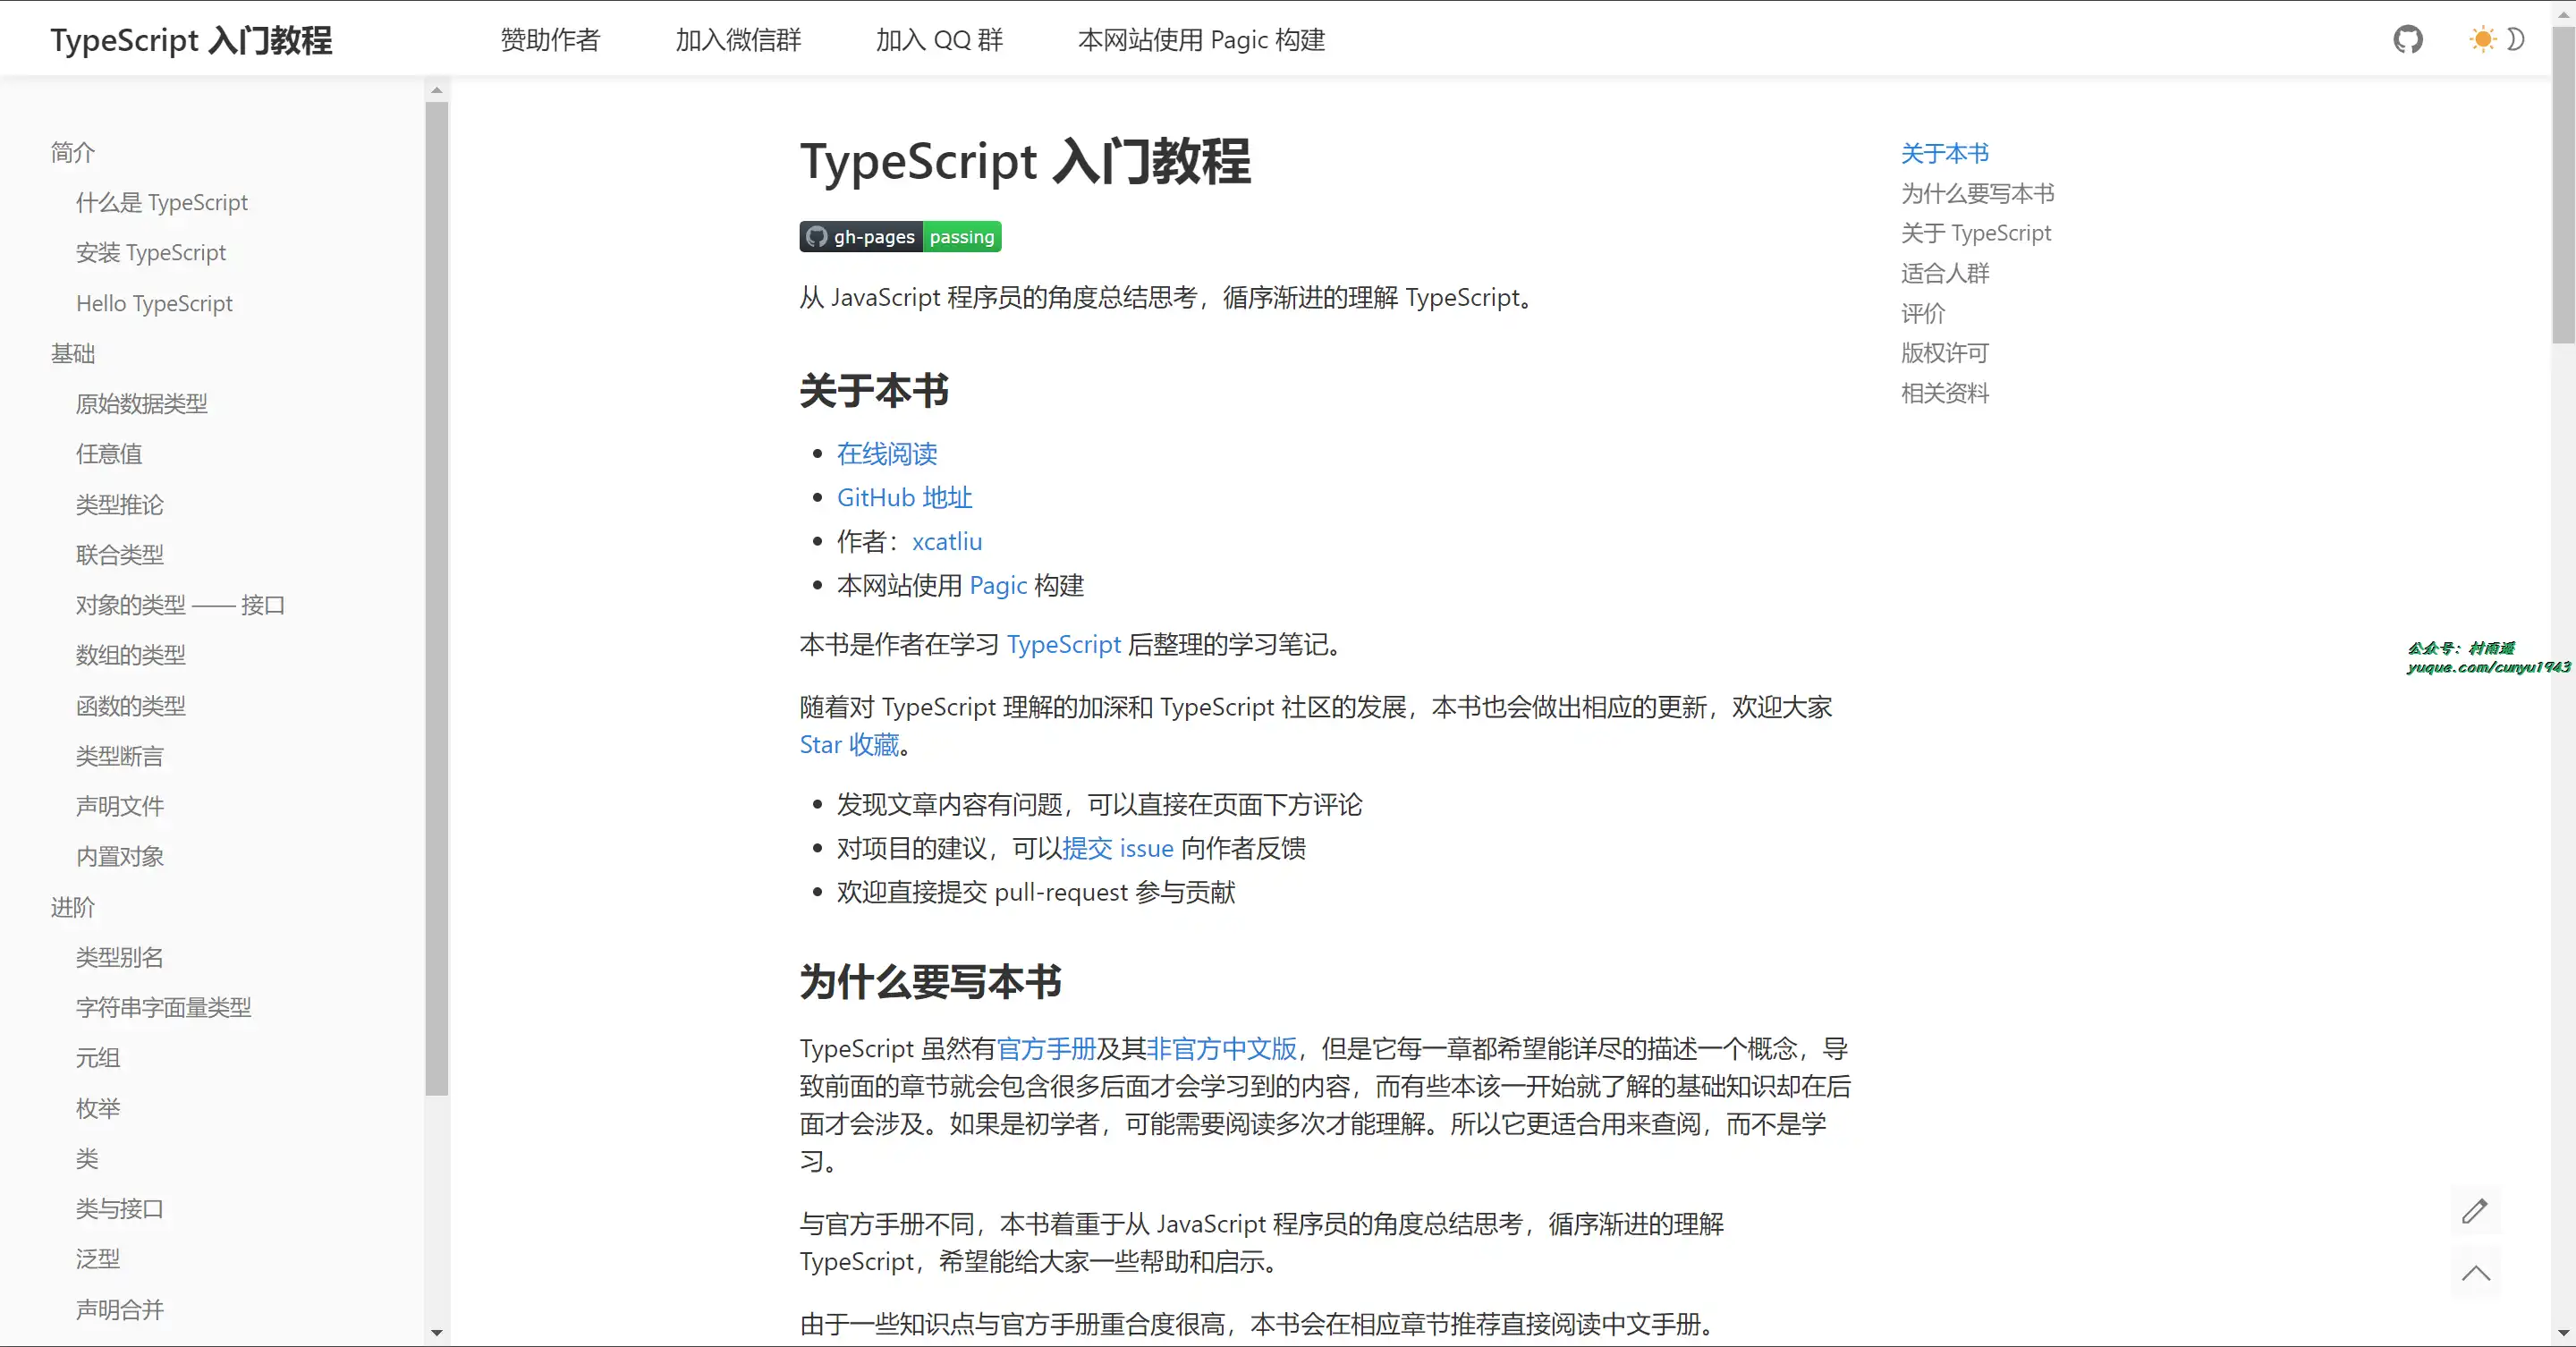 TypeScript 入门教程
赞助作者
加入微信群
加入 QQ 群
本网站使用 Pagic 构建
简介
什么是 TypeScript
安装 TypeScript
Hello TypeScript
基础
原始数据类型
任意值
类型推论
联合类型
对象的类型 —— 接口
数组的类型
函数的类型
类型断言
声明文件
内置对象
进阶
类型别名
字符串字面量类型
元组
枚举
类
类与接口
泛型
声明合并
TypeScript 入门教程
gh-pages passing
从 JavaScript 程序员的角度总结思考，循序渐进的理解 TypeScript。
关于本书
在线阅读
GitHub 地址
作者：xcatliu
本网站使用 Pagic 构建
本书是作者在学习 TypeScript 后整理的学习笔记。
随着对 TypeScript 理解的加深和 TypeScript 社区的发展，本书也会做出相应的更新，欢迎大家
Star 收藏。
发现文章内容有问题，可以直接在页面下方评论
对项目的建议，可以提交 issue 向作者反馈
欢迎直接提交 pull-request 参与贡献
为什么要写本书
TypeScript 虽然有官方手册及其非官方中文版，但是它每一章都希望能详尽的描述一个概念，导
致前面的章节就会包含很多后面才会学习到的内容，而有些本该一开始就了解的基础知识却在后
面才会涉及。如果是初学者，可能需要阅读多次才能理解。所以它更适合用来查阅，而不是学
习。
与官方手册不同，本书着重于从 JavaScript 程序员的角度总结思考，循序渐进的理解
TypeScript，希望能给大家一些帮助和启示。
由于一些知识点与官方手册重合度很高，本书会在相应章节推荐直接阅读中文手册。
关于本书
为什么要写本书
关于 TypeScript
适合人群
评价
版权许可
相关资料
公众号：村雨遥
yuque.com/cunyu1943